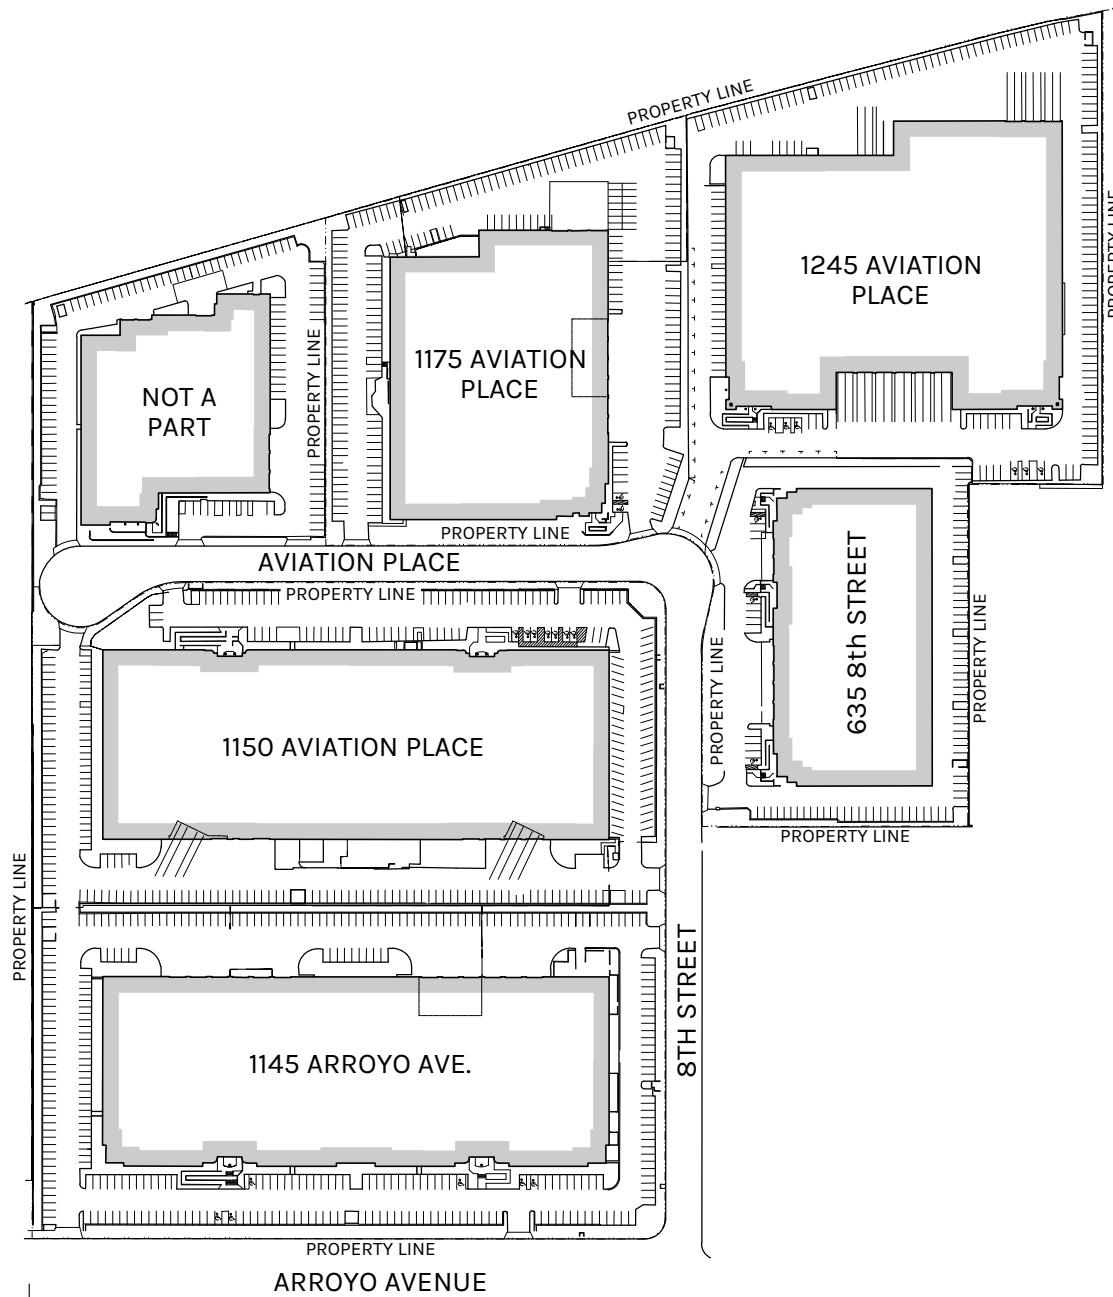 PROPERTY LINE
PROPERTY LINE
1245 AVIATION
PLACE
1175 AVIATION
PLACE
PROPERTY LINE
NOT A
PART
PROPERTY LINE
AVIATION PLACE
PROPERTY LINE
635 8th STREET
PROPERTY LINE
PROPERTY LINE
1150 AVIATION PLACE
PROPERTY LINE
PROPERTY LINE
8TH STREET
1145 ARROYO AVE.
PROPERTY LINE
ARROYO AVENUE